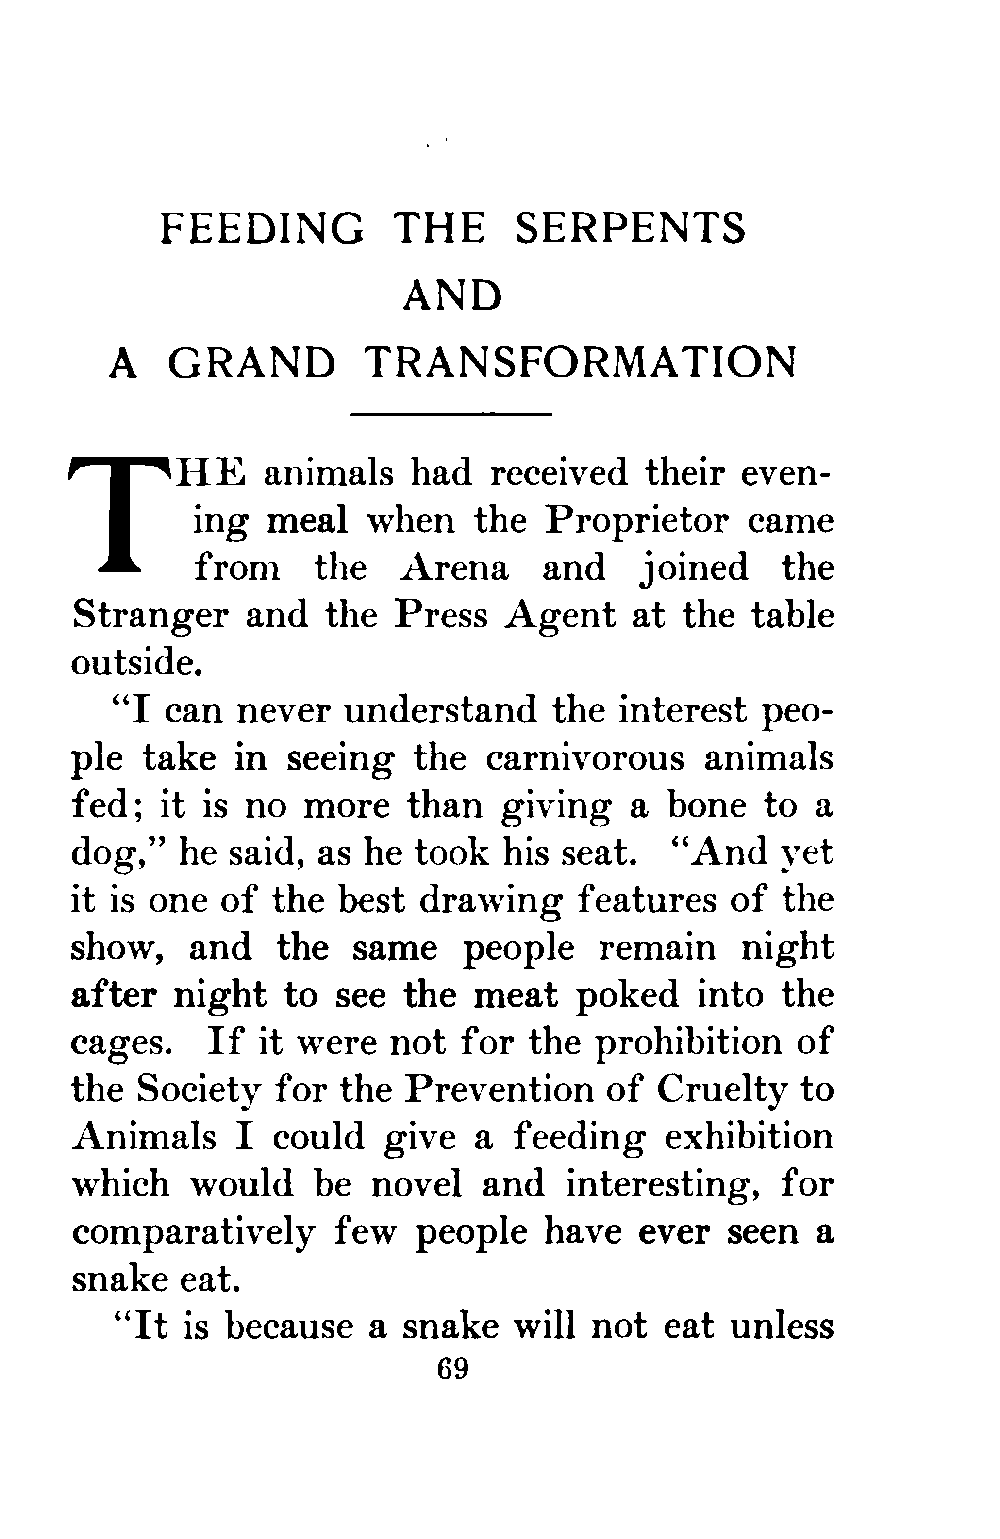 FEEDING THE SERPENTS
AND
A GRAND TRANSFORMATION
THE animals had received their even-
ing meal when the Proprietor came
from the Arena and joined the
Stranger and the Press Agent at the table
outside.
“I can never understand the interest peo-
ple take in seeing the carnivorous animals
fed; it is no more than giving a bone to a
dog,” he said, as he took his seat. “And yet
it is one of the best drawing features of the
show, and the same people remain night
after night to see the meat poked into the
cages. If it were not for the prohibition of
the Society for the Prevention of Cruelty to
Animals I could give a feeding exhibition
which would be novel and interesting, for
comparatively few people have ever seen a
snake eat.
“It is because a snake will not eat unless
69